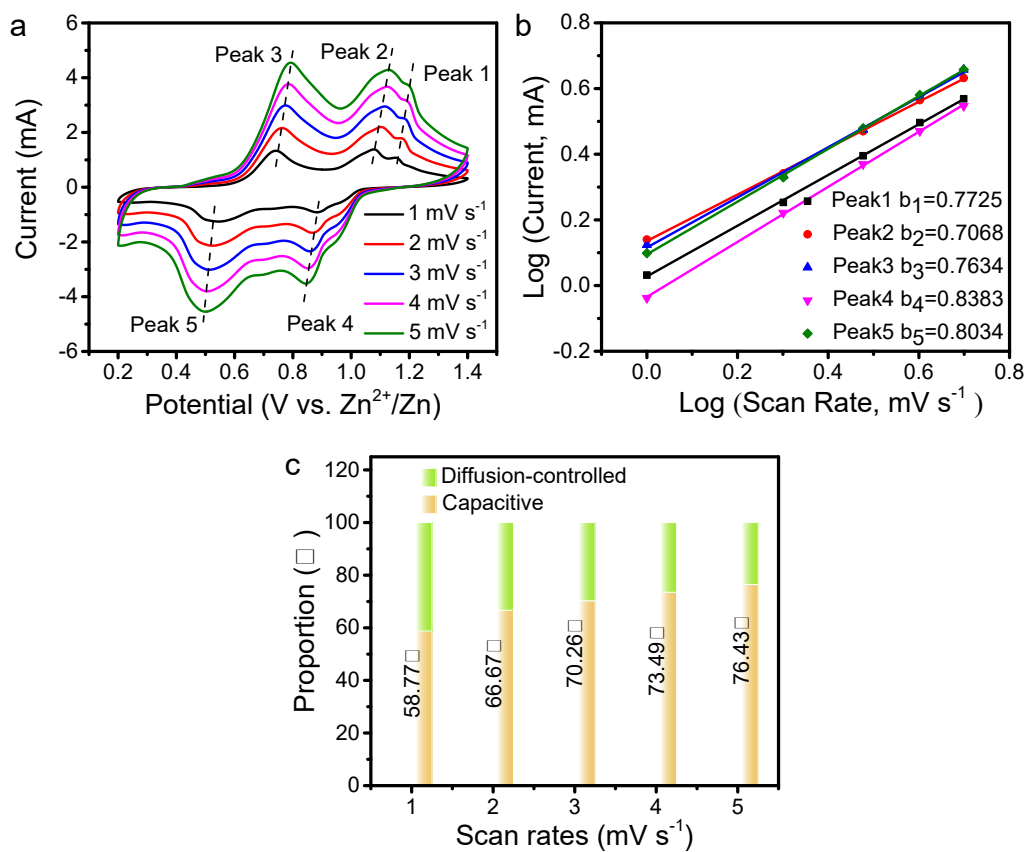 a
Peak 3
Peak 2
Peak 1
Peak 5
Peak 4
1 mV s⁻¹
2 mV s⁻¹
3 mV s⁻¹
4 mV s⁻¹
5 mV s⁻¹
Current (mA)
6
4
2
0
-2
-4
-6
0.2 0.4 0.6 0.8 1.0 1.2 1.4
Potential (V vs. Zn²⁺/Zn)
b
Log (Current, mA)
0.8
0.6
0.4
0.2
0.0
-0.2
Peak1 b₁=0.7725
Peak2 b₂=0.7068
Peak3 b₃=0.7634
Peak4 b₄=0.8383
Peak5 b₅=0.8034
0.0 0.2 0.4 0.6 0.8
Log (Scan Rate, mV s⁻¹ )
c
Diffusion-controlled
Capacitive
Proportion (□)
120
100
80
60
40
20
0
58.77□
66.67□
70.26□
73.49□
76.43□
1 2 3 4 5
Scan rates (mV s⁻¹)